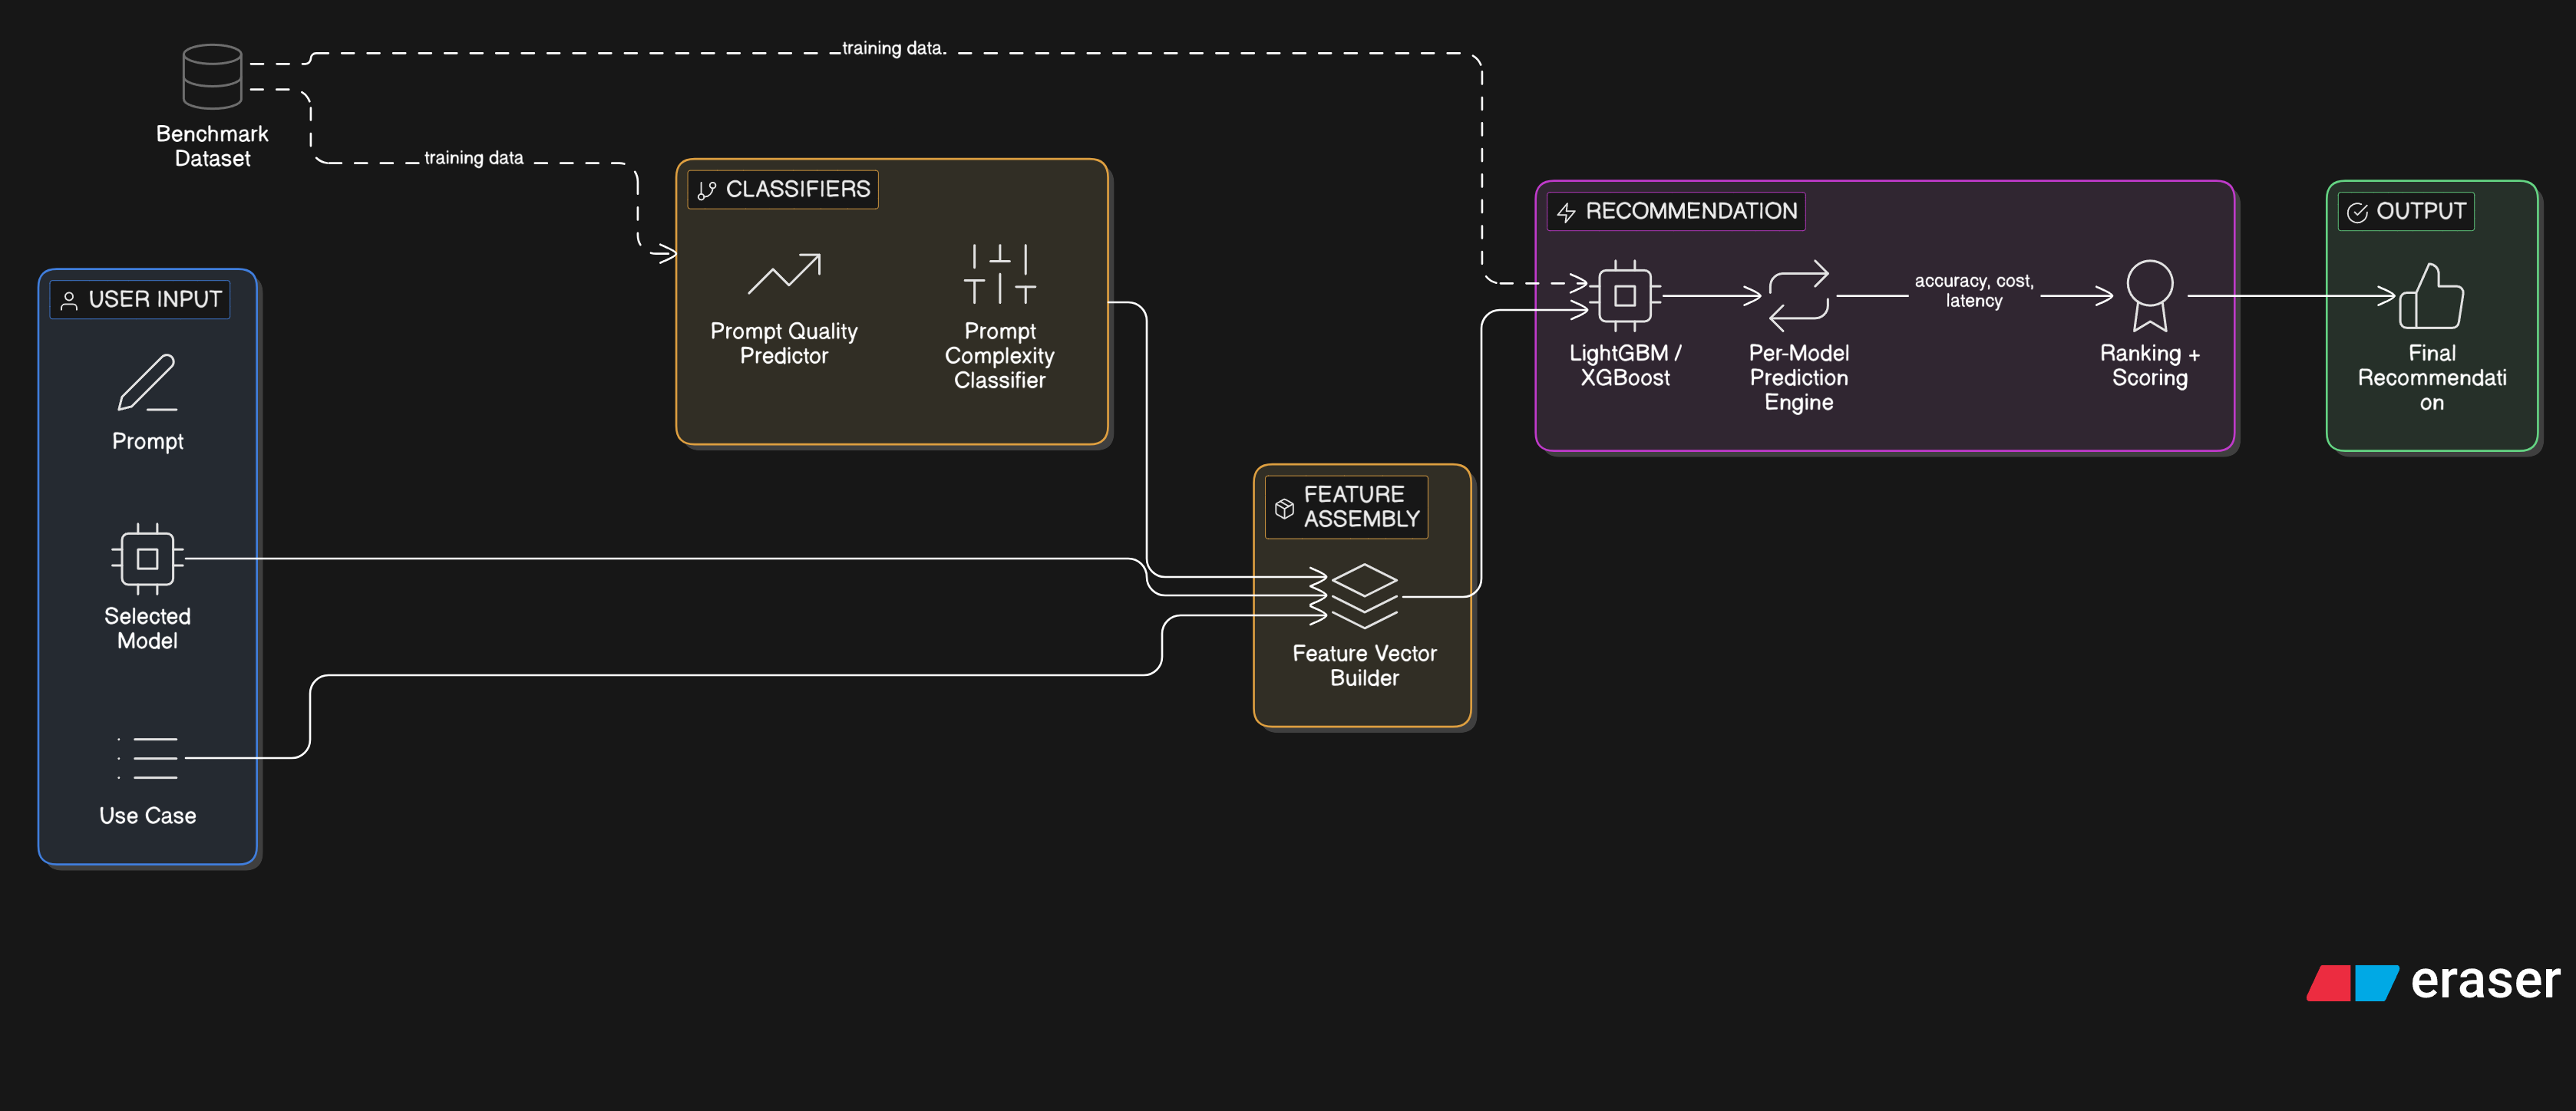 training data
Benchmark
Dataset
training data
CLASSIFIERS
Prompt Quality
Predictor
Prompt
Complexity
Classifier
USER INPUT
Prompt
Selected
Model
Use Case
FEATURE
ASSEMBLY
Feature Vector
Builder
RECOMMENDATION
LightGBM /
XGBoost
Per-Model
Prediction
Engine
accuracy, cost,
latency
Ranking +
Scoring
OUTPUT
Final
Recommendati
on
eraser